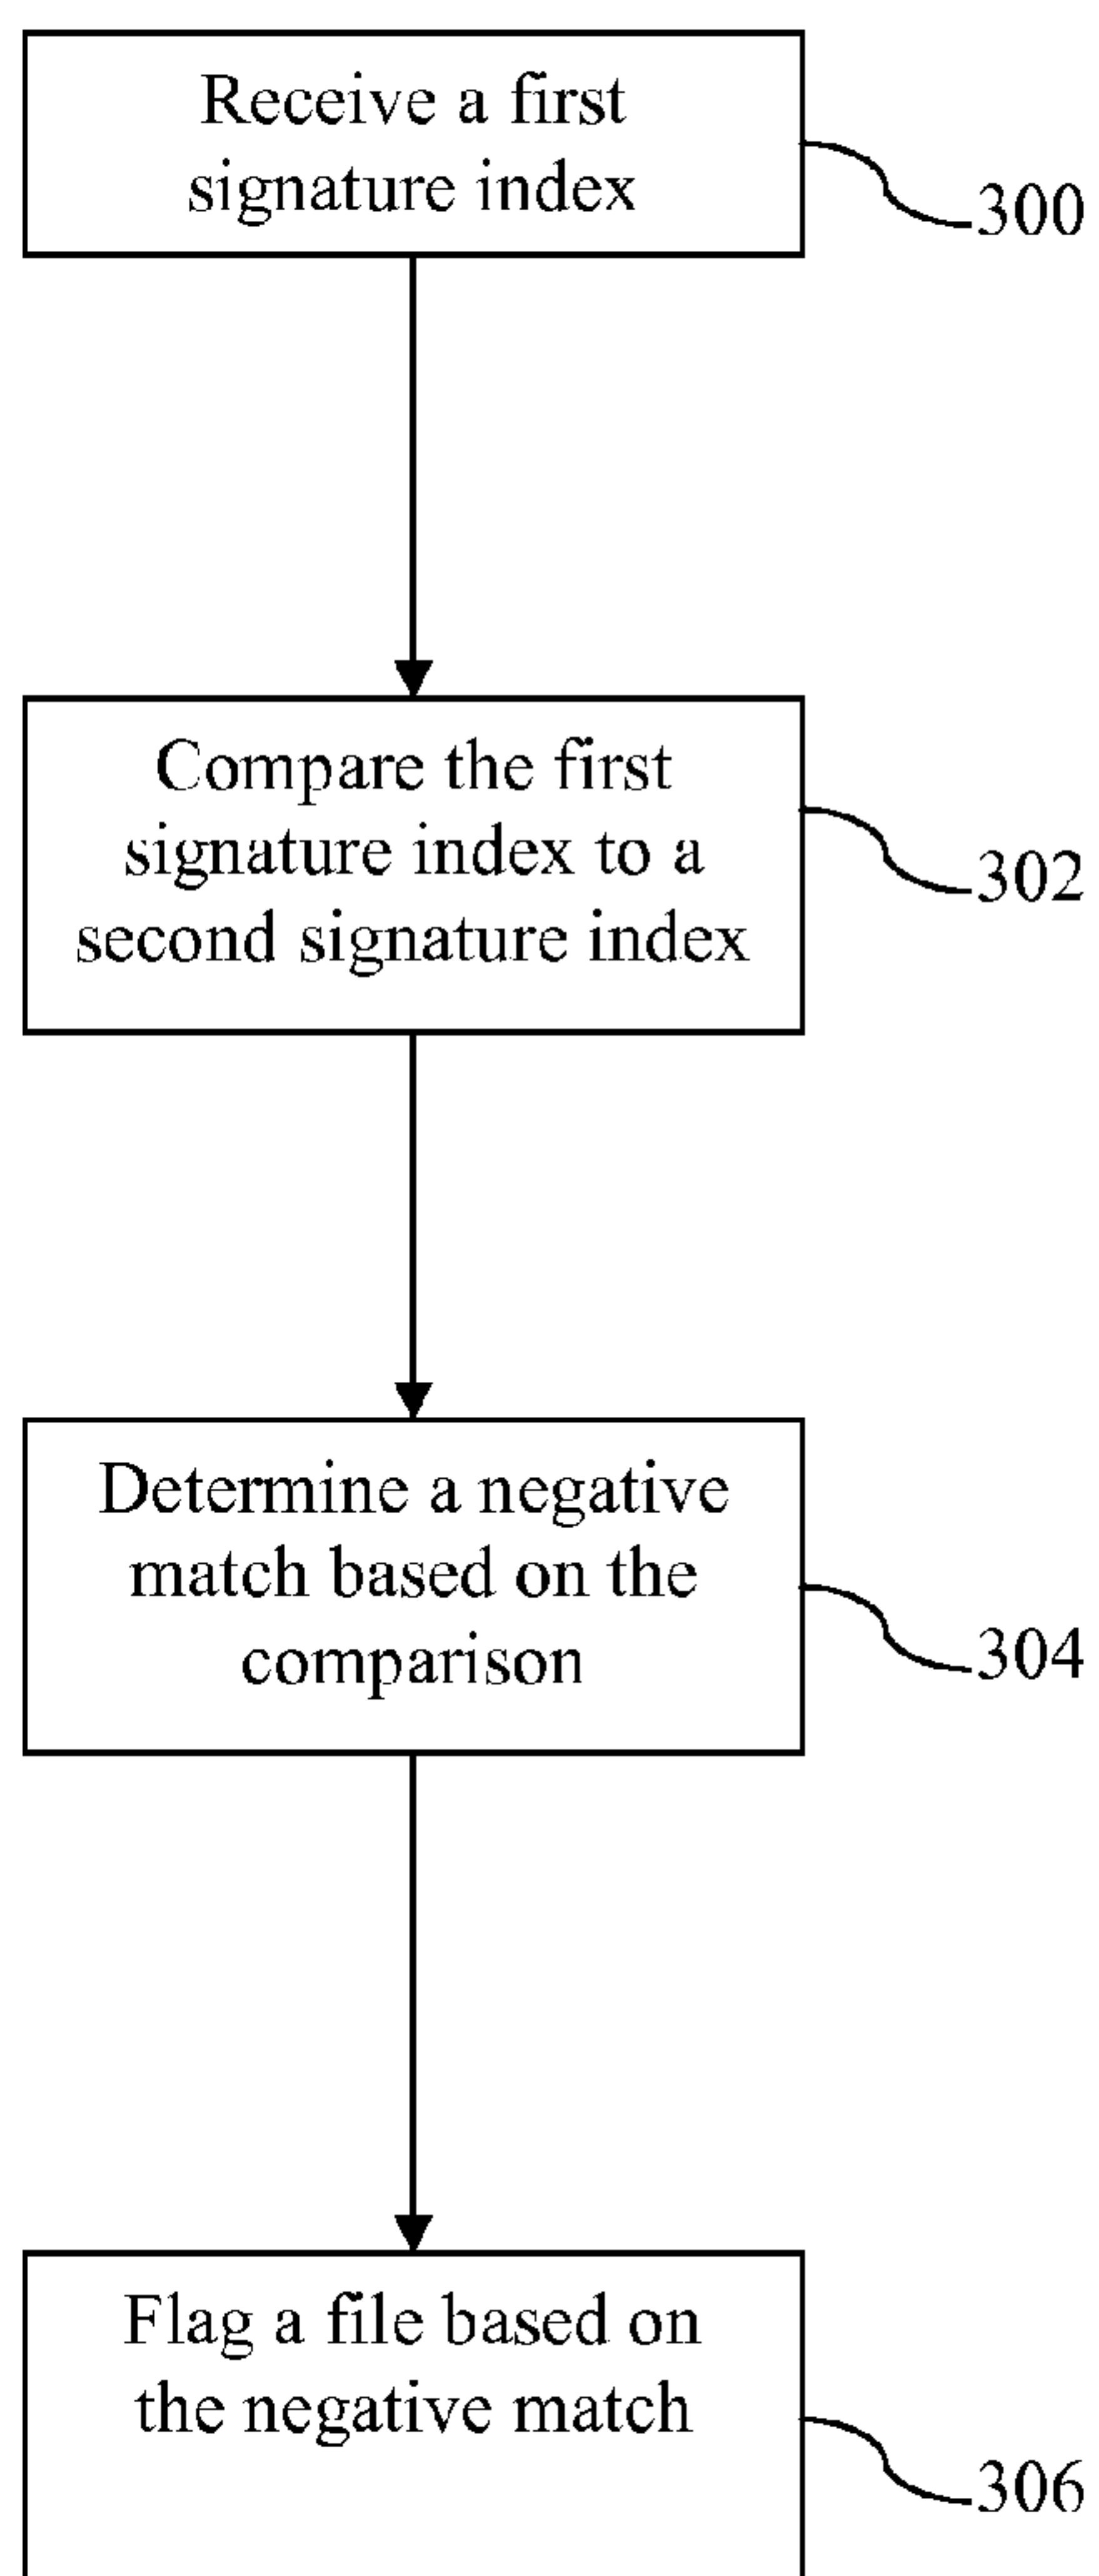 Receive a first
signature index
300
Compare the first
signature index to a
second signature index
302
Determine a negative
match based on the
comparison
304
Flag a file based on
the negative match
306